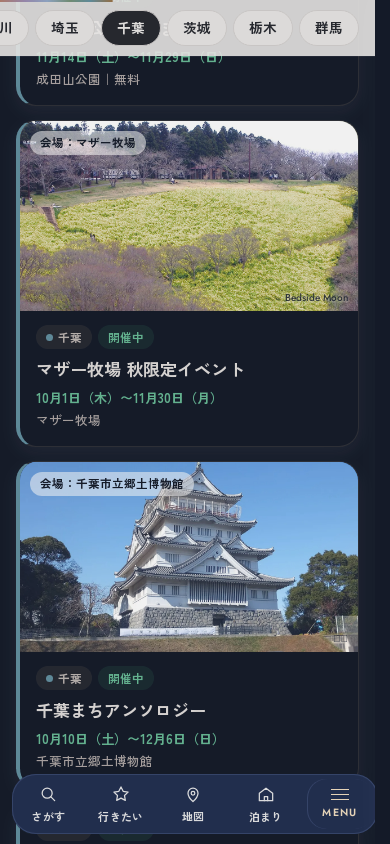 川
埼玉
千葉
茨城
栃木
群馬
11月14日（土）〜11月29日（日）
成田山公園｜無料
会場：マザー牧場
Bedside Moon
千葉
開催中
マザー牧場 秋限定イベント
10月1日（木）〜11月30日（月）
マザー牧場
会場：千葉市立郷土博物館
千葉
開催中
千葉まちアンソロジー
10月10日（土）〜12月6日（日）
千葉市立郷土博物館
さがす
行きたい
地図
泊まり
MENU